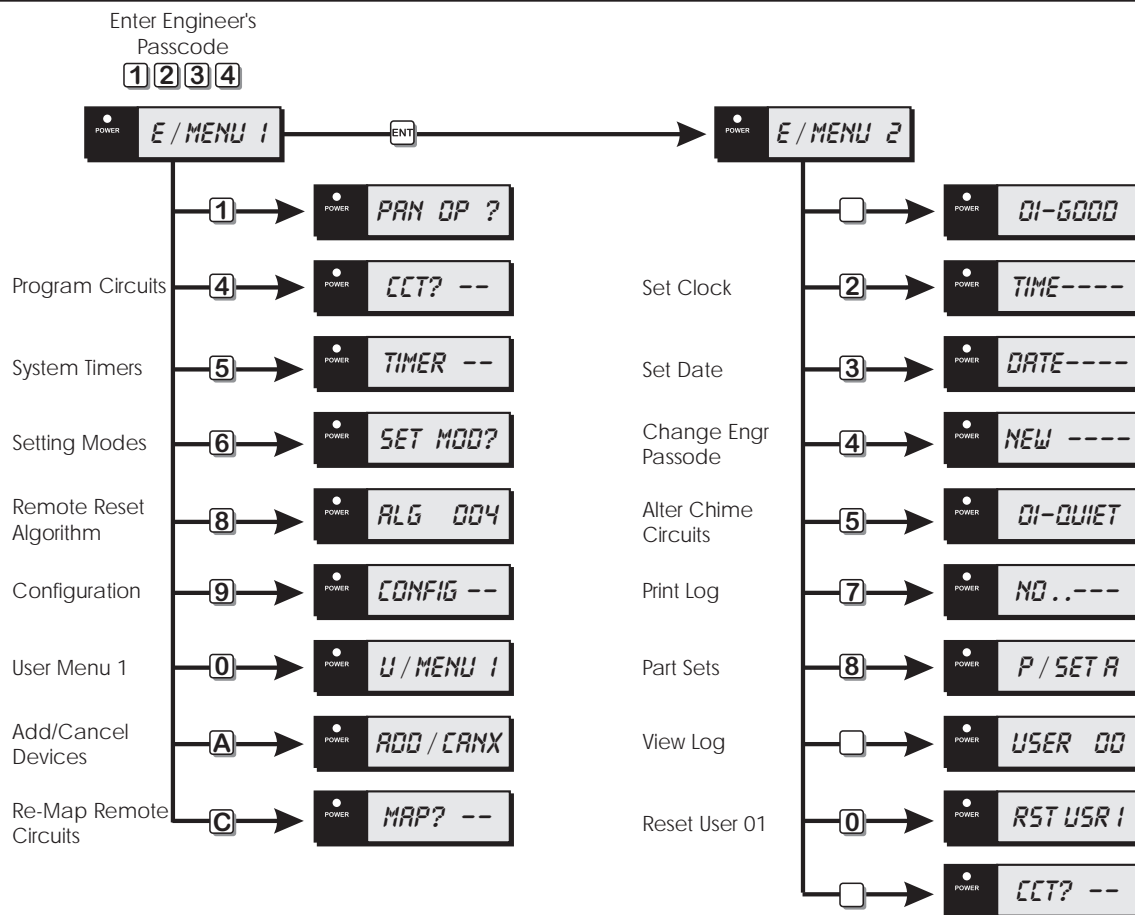 Enter Engineer's
Passcode
1 2 3 4
POWER E/MENU 1 ENT POWER E/MENU 2
1 POWER PAN OP ?
Program Circuits 4 POWER CCT? --
System Timers 5 POWER TIMER --
Setting Modes 6 POWER SET MOD?
Remote Reset
Algorithm 8 POWER ALG 004
Configuration 9 POWER CONFIG --
User Menu 1 0 POWER U/MENU 1
Add/Cancel
Devices A POWER ADD/CANX
Re-Map Remote
Circuits C POWER MAP? --
POWER 01-GOOD
Set Clock 2 POWER TIME----
Set Date 3 POWER DATE----
Change Engr
Passode 4 POWER NEW ----
Alter Chime
Circuits 5 POWER 01-QUIET
Print Log 7 POWER NO..---
Part Sets 8 POWER P/SET A
View Log POWER USER 00
Reset User 01 0 POWER RST USR1
POWER CCT? --